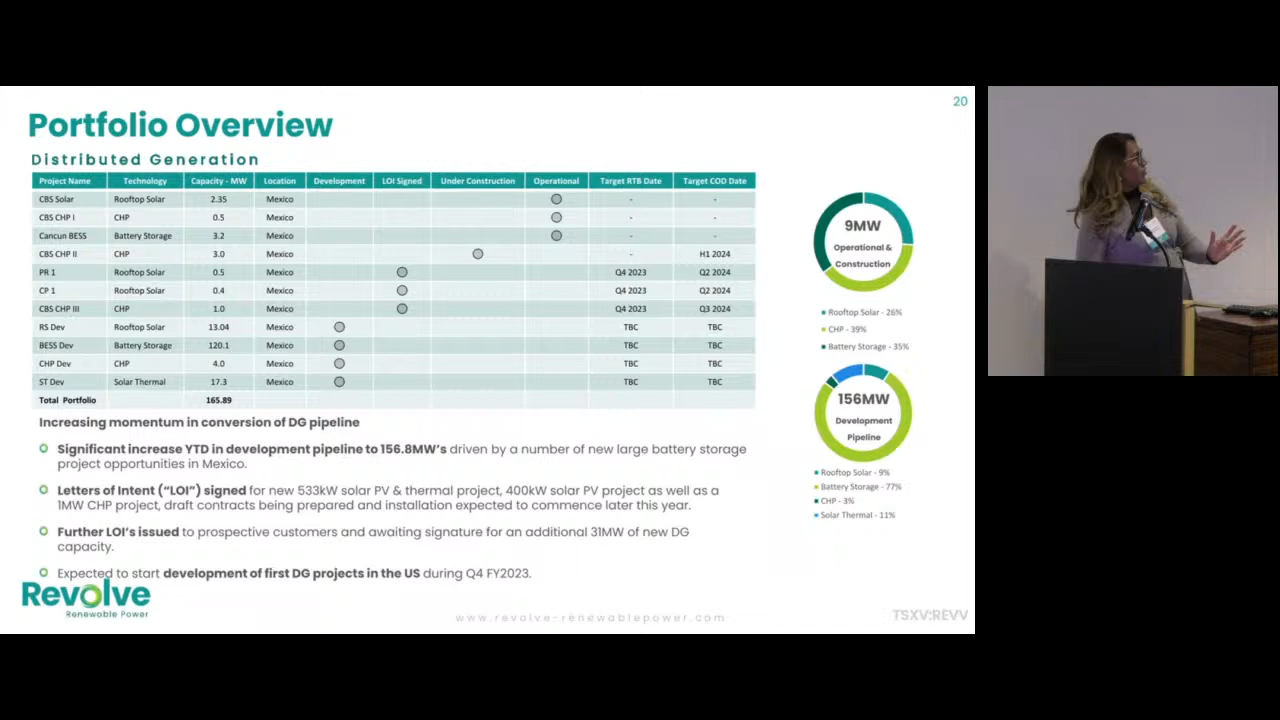 20
Portfolio Overview
Distributed Generation
Project Name Technology Capacity - MW Location Development LOI Signed Under Construction Operational Target RTB Date Target COD Date
CBS Solar Rooftop Solar 2.35 Mexico - -
CBS CHP I CHP 0.5 Mexico - -
Cancun BESS Battery Storage 3.2 Mexico - -
CBS CHP II CHP 3.0 Mexico - H1 2024
PR 1 Rooftop Solar 0.5 Mexico Q4 2023 Q2 2024
CP 1 Rooftop Solar 0.4 Mexico Q4 2023 Q2 2024
CBS CHP III CHP 1.0 Mexico Q4 2023 Q3 2024
RS Dev Rooftop Solar 13.04 Mexico TBC TBC
BESS Dev Battery Storage 120.1 Mexico TBC TBC
CHP Dev CHP 4.0 Mexico TBC TBC
ST Dev Solar Thermal 17.3 Mexico TBC TBC
Total Portfolio 165.89
Increasing momentum in conversion of DG pipeline
Significant increase YTD in development pipeline to 156.8MW's driven by a number of new large battery storage
project opportunities in Mexico.
Letters of Intent ("LOI") signed for new 533kW solar PV & thermal project, 400kW solar PV project as well as a
1MW CHP project, draft contracts being prepared and installation expected to commence later this year.
Further LOI's issued to prospective customers and awaiting signature for an additional 31MW of new DG
capacity.
Expected to start development of first DG projects in the US during Q4 FY2023.
9MW
Operational &
Construction
Rooftop Solar - 26%
CHP - 39%
Battery Storage - 35%
156MW
Development
Pipeline
Rooftop Solar - 9%
Battery Storage - 77%
CHP - 3%
Solar Thermal - 11%
Revolve
Renewable Power
www.revolve-renewablepower.com
TSXV:REVV